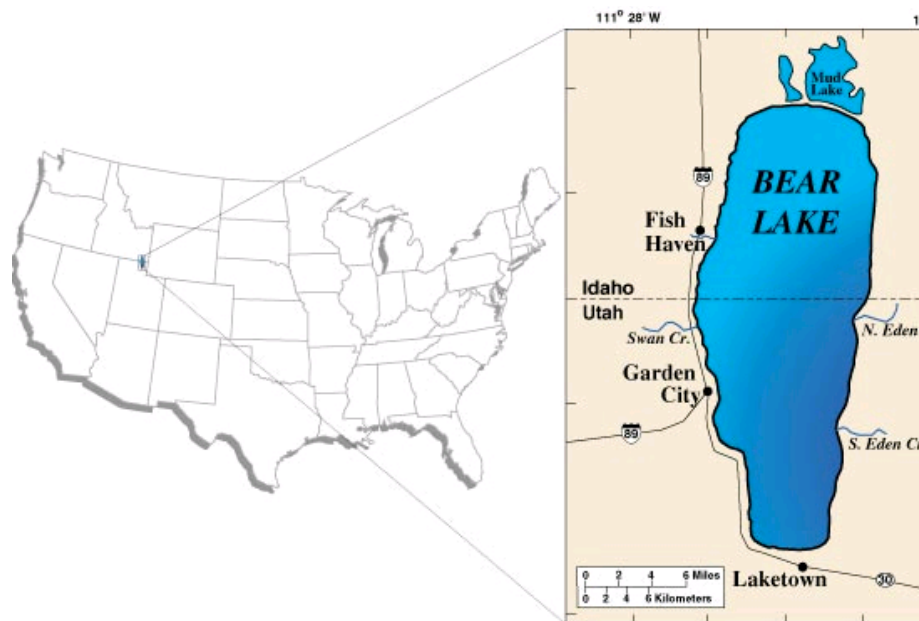 111° 28' W
1
Mud
Lake
BEAR
LAKE
89
Fish
Haven
Idaho
Utah
Swan Cr.
N. Eden
Garden
City
89
S. Eden C
0 2 4 6 Miles
0 2 4 6 Kilometers
Laketown
30